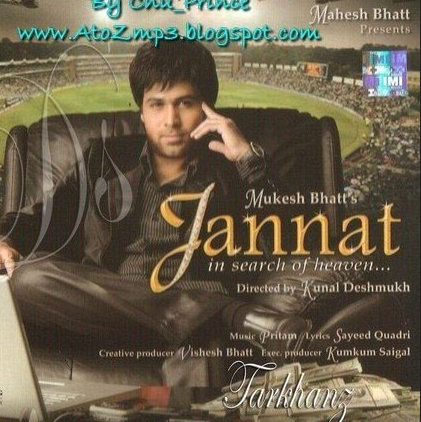 By Chu_Prince
www.AtoZmp3.blogspot.com
Mahesh Bhatt
Presents
IMI
Mukesh Bhatt's
Jannat
in search of heaven...
Directed by Kunal Deshmukh
Music Pritam Lyrics Sayeed Quadri
Creative producer Vishesh Bhatt Exec. producer Kumkum Saigal
Tarkhanz